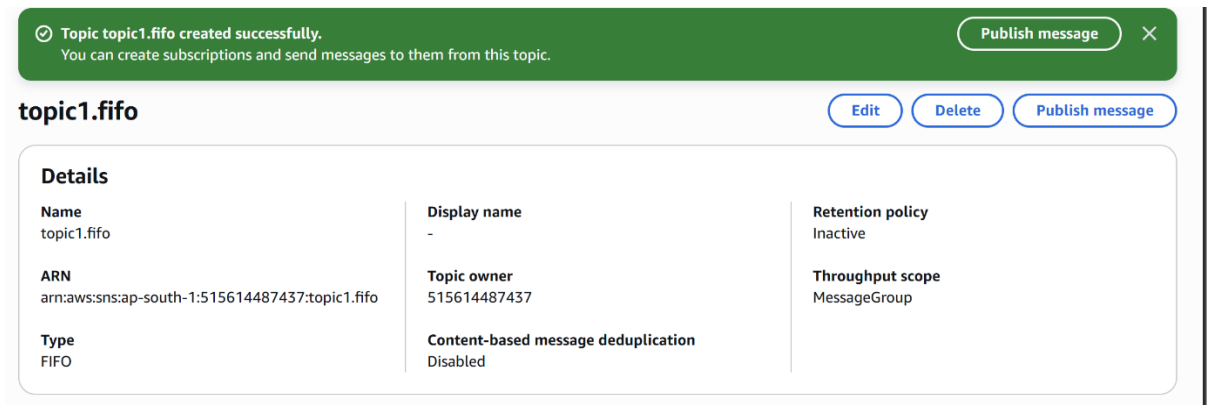 Topic topic1.fifo created successfully.
You can create subscriptions and send messages to them from this topic.
Publish message
topic1.fifo
Edit
Delete
Publish message
Details
Name
topic1.fifo
ARN
arn:aws:sns:ap-south-1:515614487437:topic1.fifo
Type
FIFO
Display name
-
Topic owner
515614487437
Content-based message deduplication
Disabled
Retention policy
Inactive
Throughput scope
MessageGroup